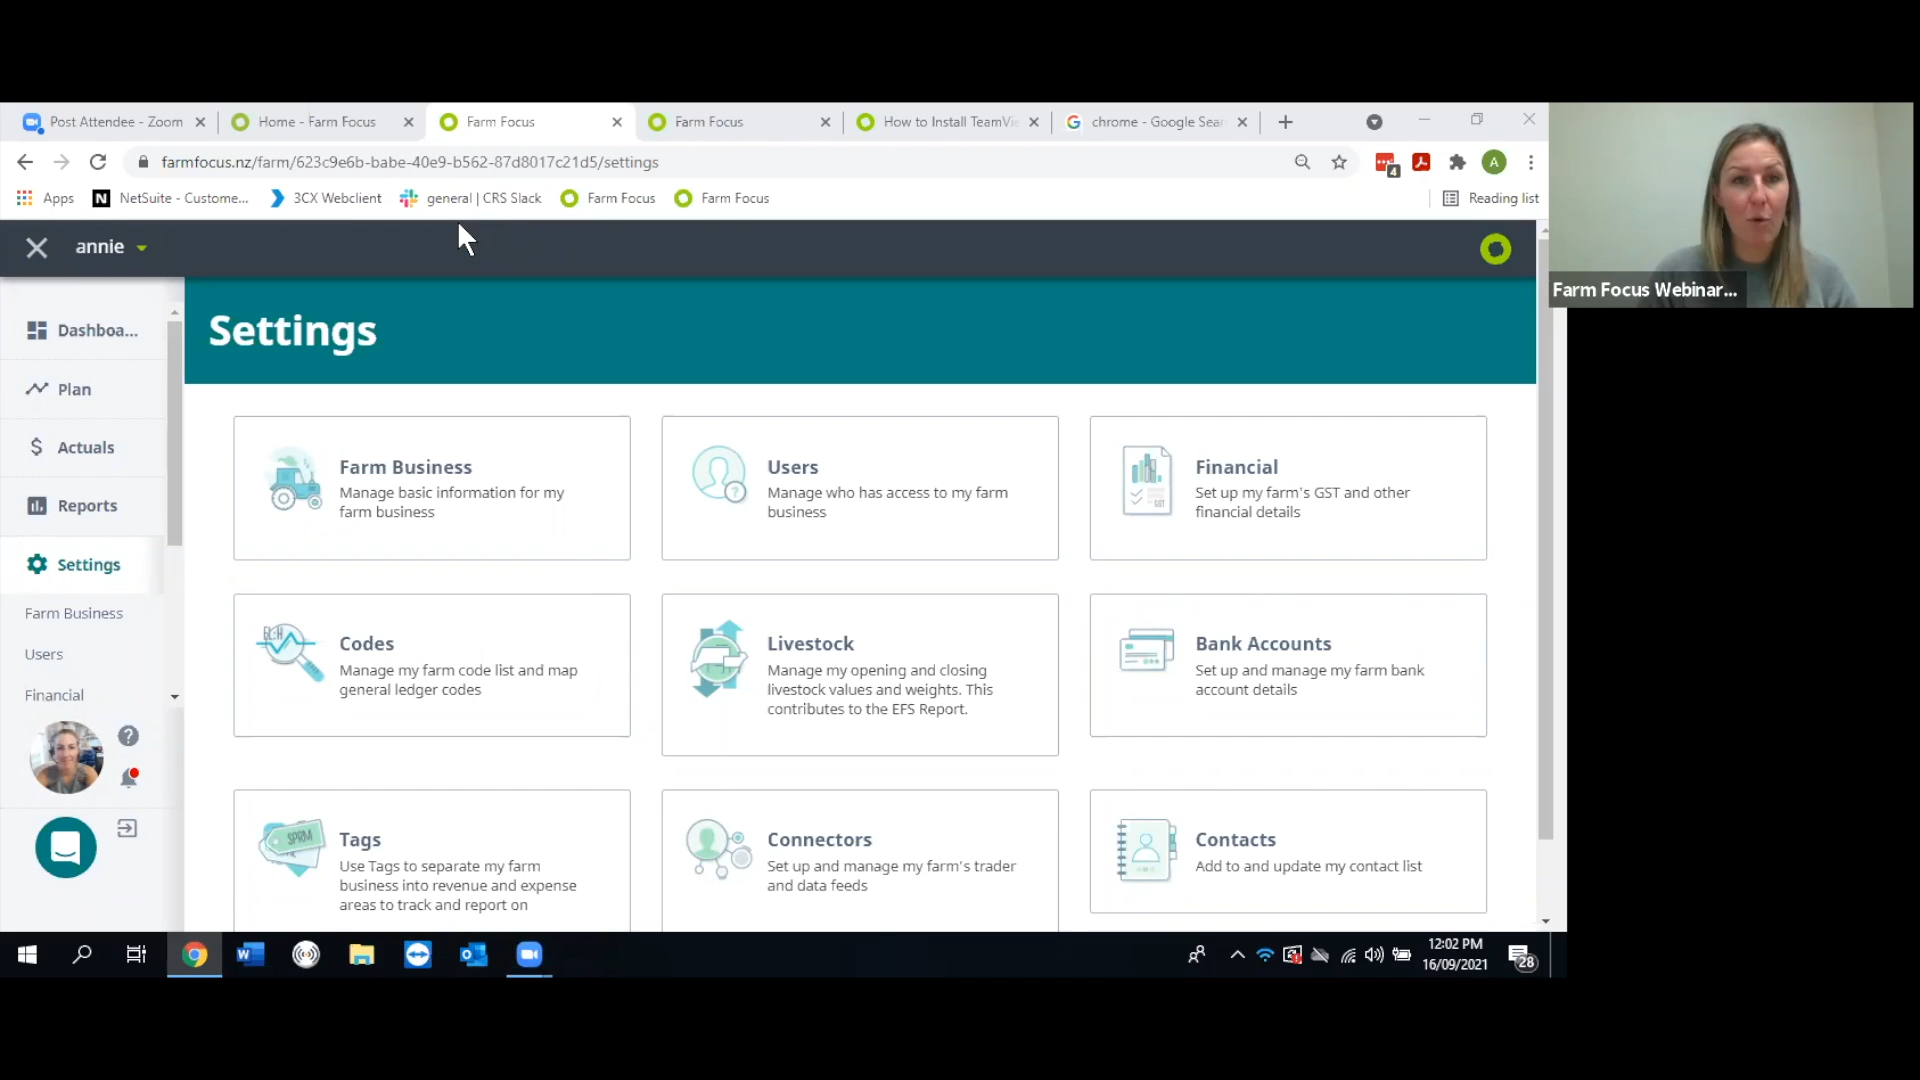 Post Attendee - Zoom
Home - Farm Focus
Farm Focus
Farm Focus
How to Install TeamVi
chrome - Google Sear
farmfocus.nz/farm/623c9e6b-babe-40e9-b562-87d8017c21d5/settings
4
A
Apps
NetSuite - Custome...
3CX Webclient
general | CRS Slack
Farm Focus
Farm Focus
Reading list
annie
Farm Focus Webinar...
Dashboa...
Plan
Actuals
Reports
Settings
Farm Business
Users
Financial
Settings
Farm Business
Manage basic information for my
farm business
Users
Manage who has access to my farm
business
Financial
Set up my farm's GST and other
financial details
GST
Codes
Manage my farm code list and map
general ledger codes
Livestock
Manage my opening and closing
livestock values and weights. This
contributes to the EFS Report.
Bank Accounts
Set up and manage my farm bank
account details
SPRM
Tags
Use Tags to separate my farm
business into revenue and expense
areas to track and report on
Connectors
Set up and manage my farm's trader
and data feeds
Contacts
Add to and update my contact list
12:02 PM
16/09/2021
28